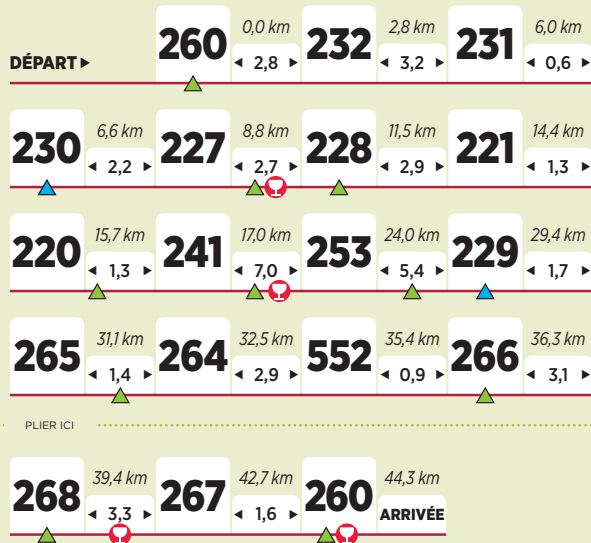 DÉPART ▶ 260 0,0 km ◄ 2,8 ► 232 2,8 km ◄ 3,2 ► 231 6,0 km ◄ 0,6 ►
230 6,6 km ◄ 2,2 ► 227 8,8 km ◄ 2,7 ► 228 11,5 km ◄ 2,9 ► 221 14,4 km ◄ 1,3 ►
220 15,7 km ◄ 1,3 ► 241 17,0 km ◄ 7,0 ► 253 24,0 km ◄ 5,4 ► 229 29,4 km ◄ 1,7 ►
265 31,1 km ◄ 1,4 ► 264 32,5 km ◄ 2,9 ► 552 35,4 km ◄ 0,9 ► 266 36,3 km ◄ 3,1 ►
PLIER ICI
268 39,4 km ◄ 3,3 ► 267 42,7 km ◄ 1,6 ► 260 44,3 km ARRIVÉE